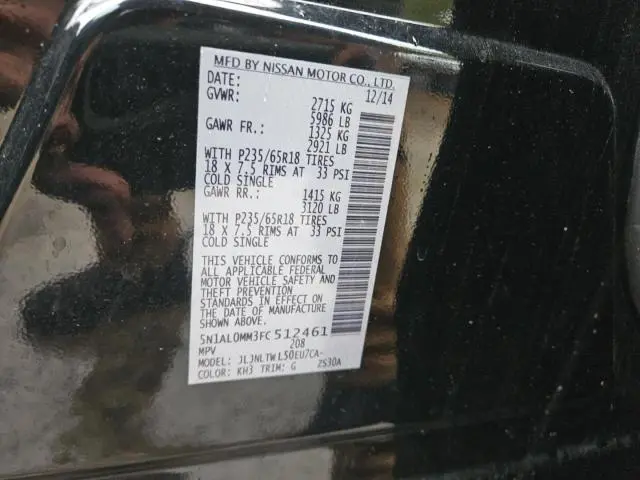 MFD BY NISSAN MOTOR CO., LTD.
DATE: 12/14
GVWR: 2715 KG
5986 LB
GAWR FR.: 1325 KG
2921 LB
WITH P235/65R18 TIRES
18 X 7.5 RIMS AT 33 PSI
COLD SINGLE
GAWR RR.: 1415 KG
3120 LB
WITH P235/65R18 TIRES
18 X 7.5 RIMS AT 33 PSI
COLD SINGLE
THIS VEHICLE CONFORMS TO
ALL APPLICABLE FEDERAL
MOTOR VEHICLE SAFETY AND
AND THEFT PREVENTION
STANDARDS IN EFFECT ON
THE DATE OF MANUFACTURE
SHOWN ABOVE.
5N1AL0MM3FC512461
MPV 208
MODEL: JLJNLTWL50EU7CA-
COLOR: KH3 TRIM: G ZS30A